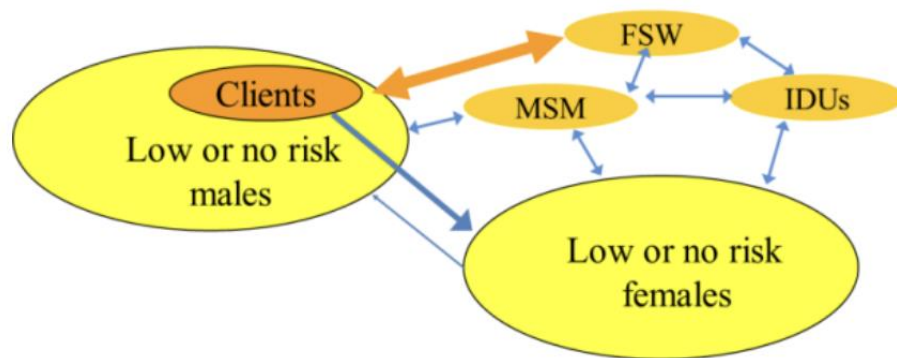 FSW
Clients
MSM
IDUs
Low or no risk
males
Low or no risk
females